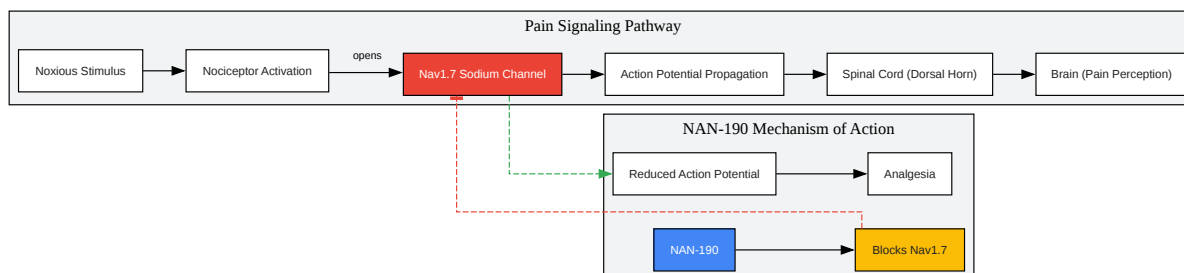 Pain Signaling Pathway
Noxious Stimulus
Nociceptor Activation
opens
Nav1.7 Sodium Channel
Action Potential Propagation
Spinal Cord (Dorsal Horn)
Brain (Pain Perception)
NAN-190 Mechanism of Action
Reduced Action Potential
Analgesia
NAN-190
Blocks Nav1.7